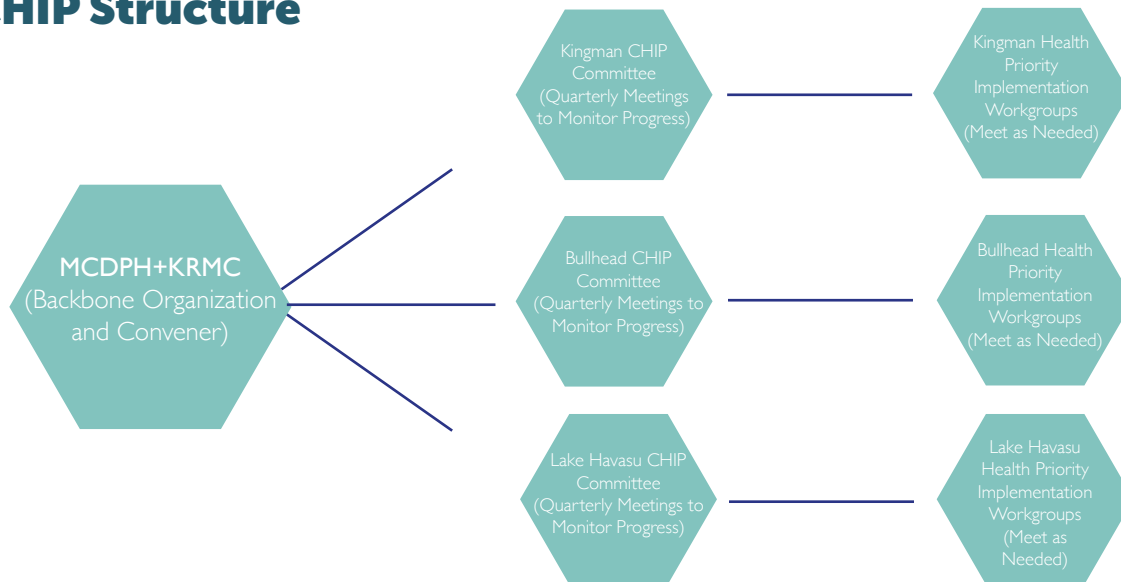 CHIP Structure
MCDPH+KRMC
(Backbone Organization
and Convener)
Kingman CHIP
Committee
(Quarterly Meetings
to Monitor Progress)
Kingman Health
Priority
Implementation
Workgroups
(Meet as Needed)
Bullhead CHIP
Committee
(Quarterly Meetings to
Monitor Progress)
Bullhead Health
Priority
Implementation
Workgroups
(Meet as Needed)
Lake Havasu CHIP
Committee
(Quarterly Meetings to
Monitor Progress)
Lake Havasu
Health Priority
Implementation
Workgroups
(Meet as
Needed)